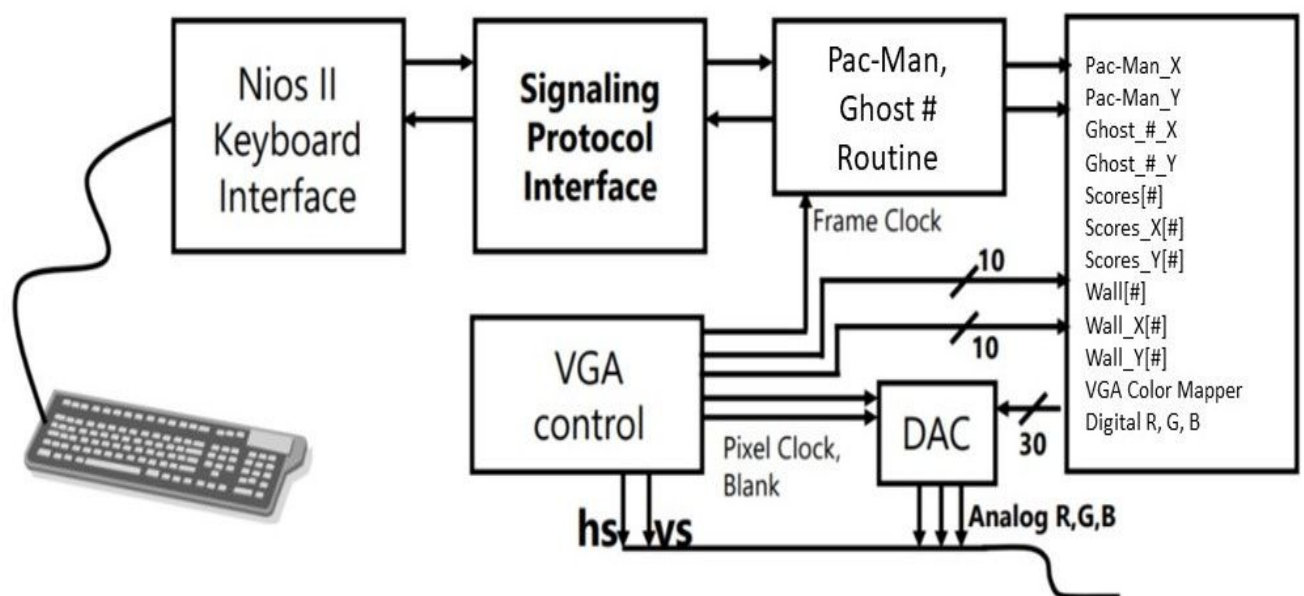 Nios II
Keyboard
Interface
Signaling
Protocol
Interface
Pac-Man,
Ghost #
Routine
Pac-Man_X
Pac-Man_Y
Ghost_#_X
Ghost_#_Y
Scores[#]
Scores_X[#]
Scores_Y[#]
Wall[#]
Wall_X[#]
Wall_Y[#]
VGA Color Mapper
Digital R, G, B
Frame Clock
10
10
VGA
control
DAC
30
Pixel Clock,
Blank
hs vs
Analog R,G,B